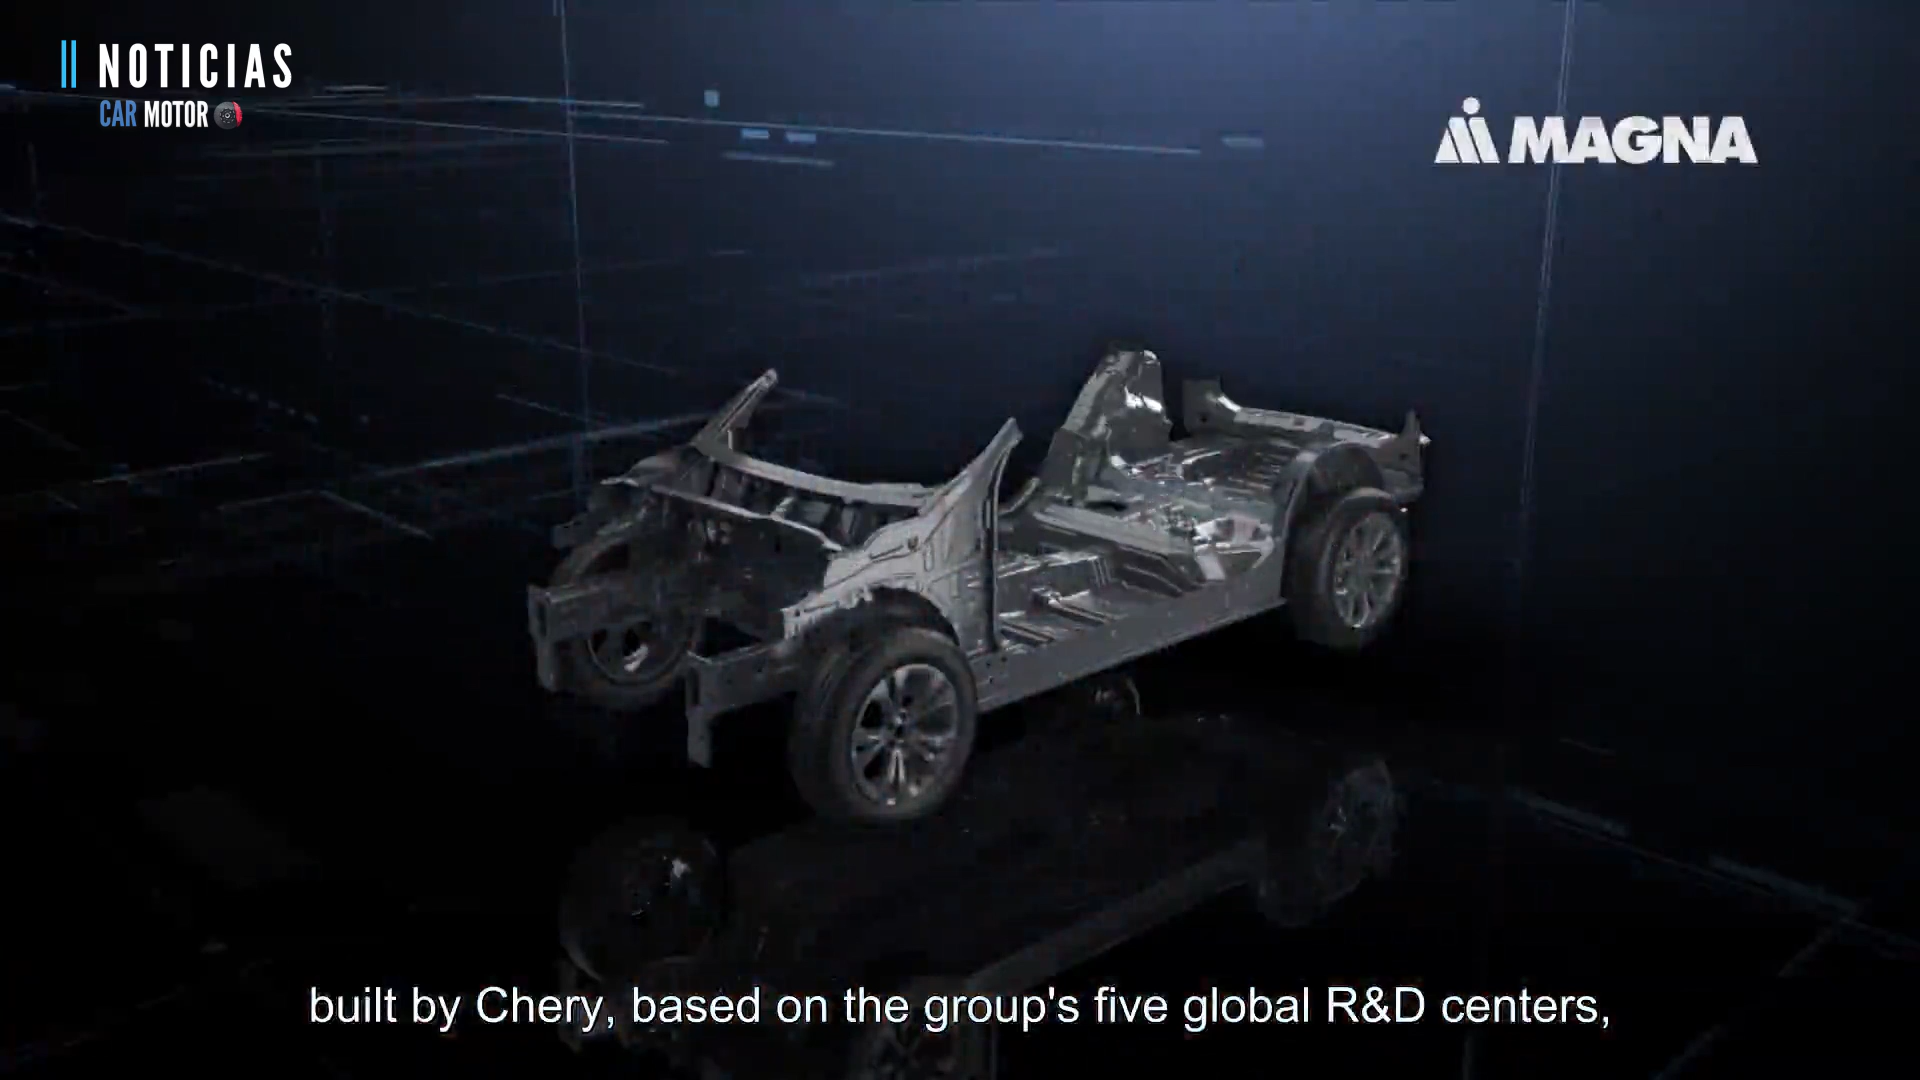 NOTICIAS
CAR MOTOR
MAGNA
built by Chery, based on the group's five global R&D centers,